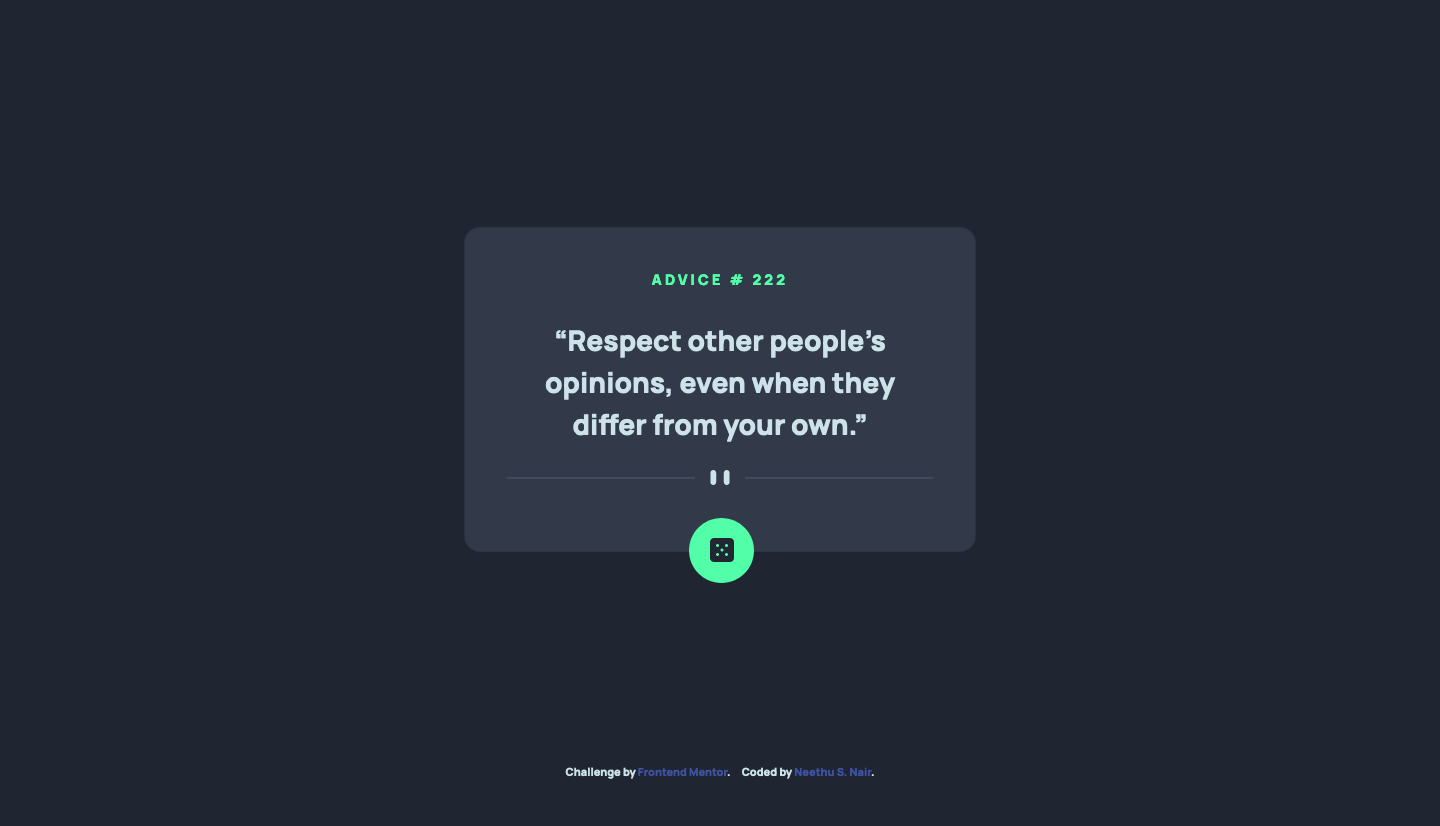 ADVICE # 222
“Respect other people’s
opinions, even when they
differ from your own.”
Challenge by Frontend Mentor. Coded by Neethu S. Nair.